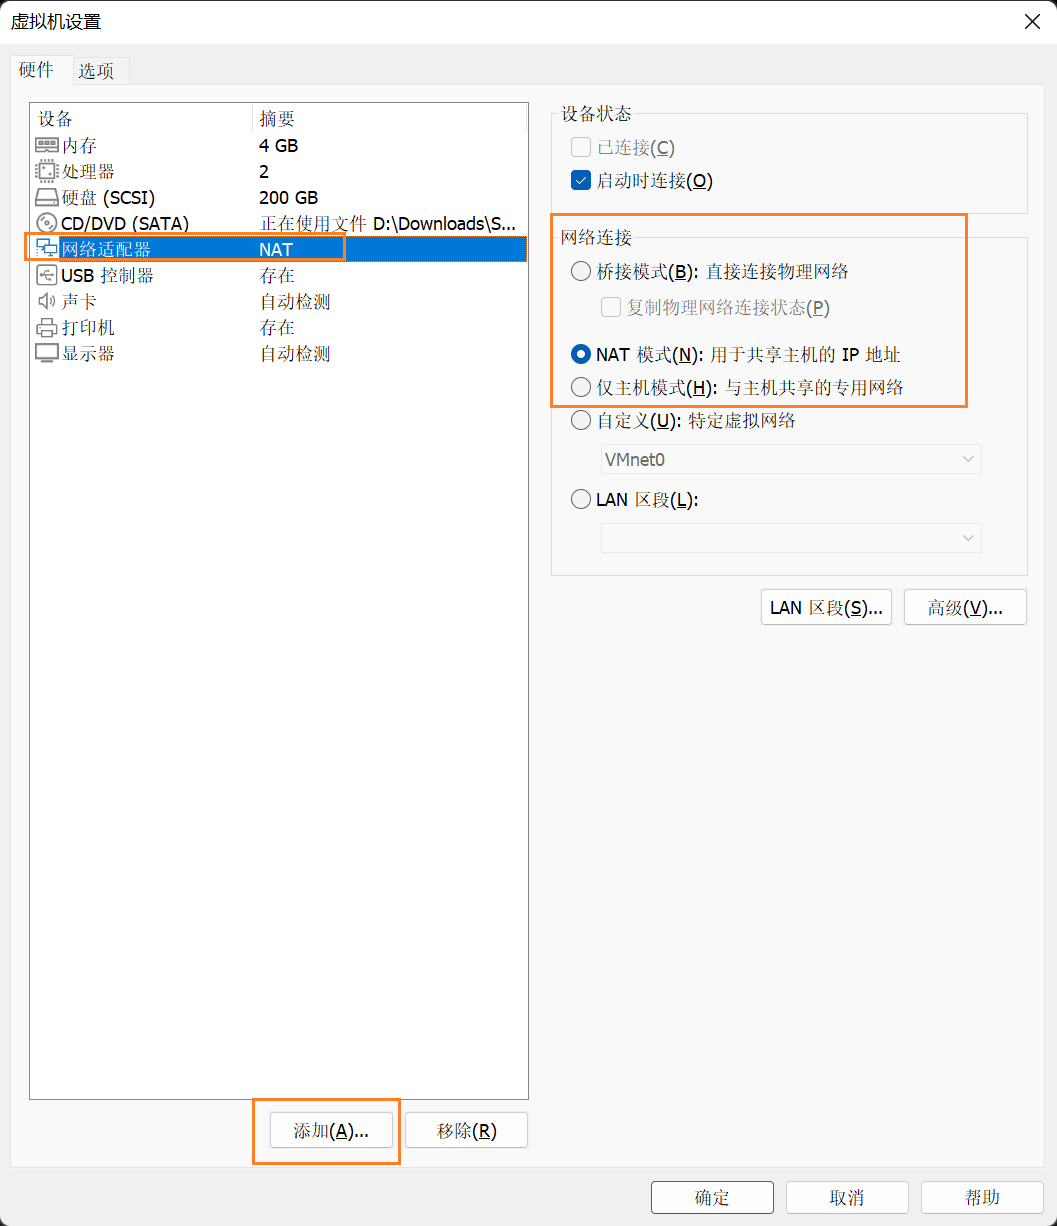 虚拟机设置
硬件 选项
设备 摘要
内存 4 GB
处理器 2
硬盘 (SCSI) 200 GB
CD/DVD (SATA) 正在使用文件 D:\Downloads\S...
网络适配器 NAT
USB 控制器 存在
声卡 自动检测
打印机 存在
显示器 自动检测
添加(A)... 移除(R)
设备状态
已连接(C)
启动时连接(O)
网络连接
桥接模式(B): 直接连接物理网络
复制物理网络连接状态(P)
NAT 模式(N): 用于共享主机的 IP 地址
仅主机模式(H): 与主机共享的专用网络
自定义(U): 特定虚拟网络
VMnet0
LAN 区段(L):
LAN 区段(S)... 高级(V)...
确定 取消 帮助